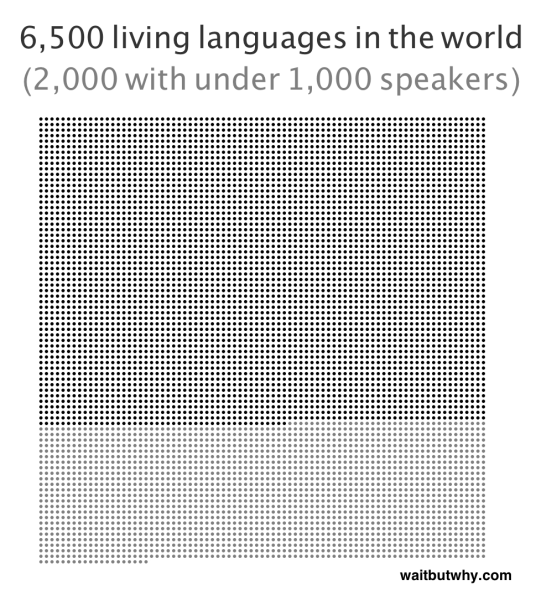 6,500 living languages in the world
(2,000 with under 1,000 speakers)
waitbutwhy.com